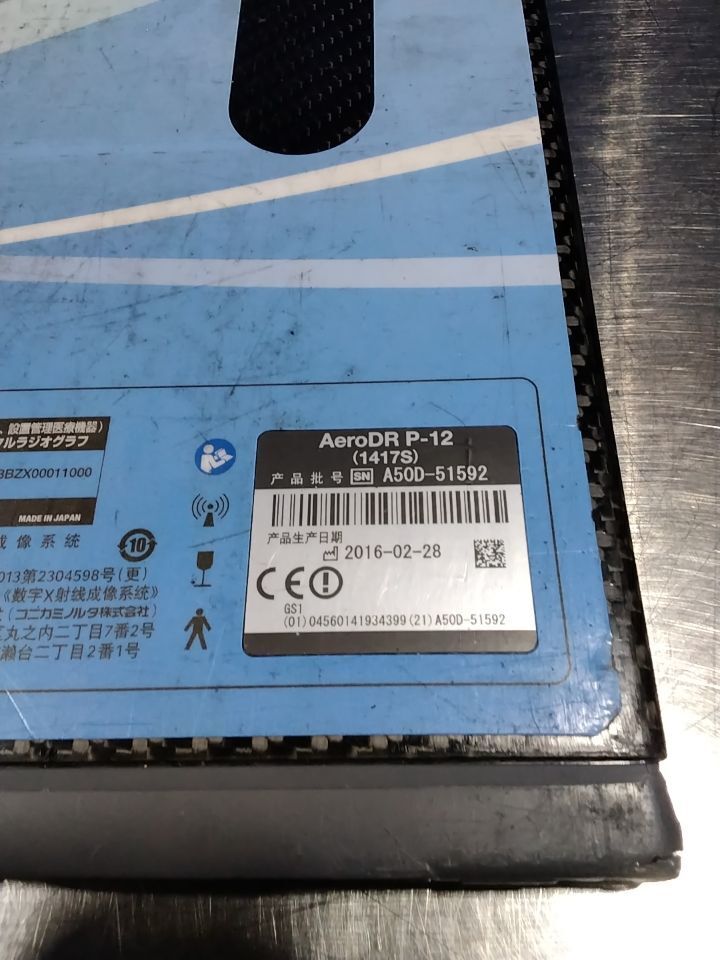 、設置管理医療機器)
タルラジオグラフ
3BZX00011000
MADE IN JAPAN
成像系统
10
013第2304598号(更)
《数字X射线成像系统》
(コニカミノルタ株式会社)
丸之内二丁目7番2号
瀬台二丁目2番1号
AeroDR P-12
(1417S)
产品批号 SN A50D-51592
产品生产日期
2016-02-28
CE
GS1
(01)04560141934399(21)A50D-51592